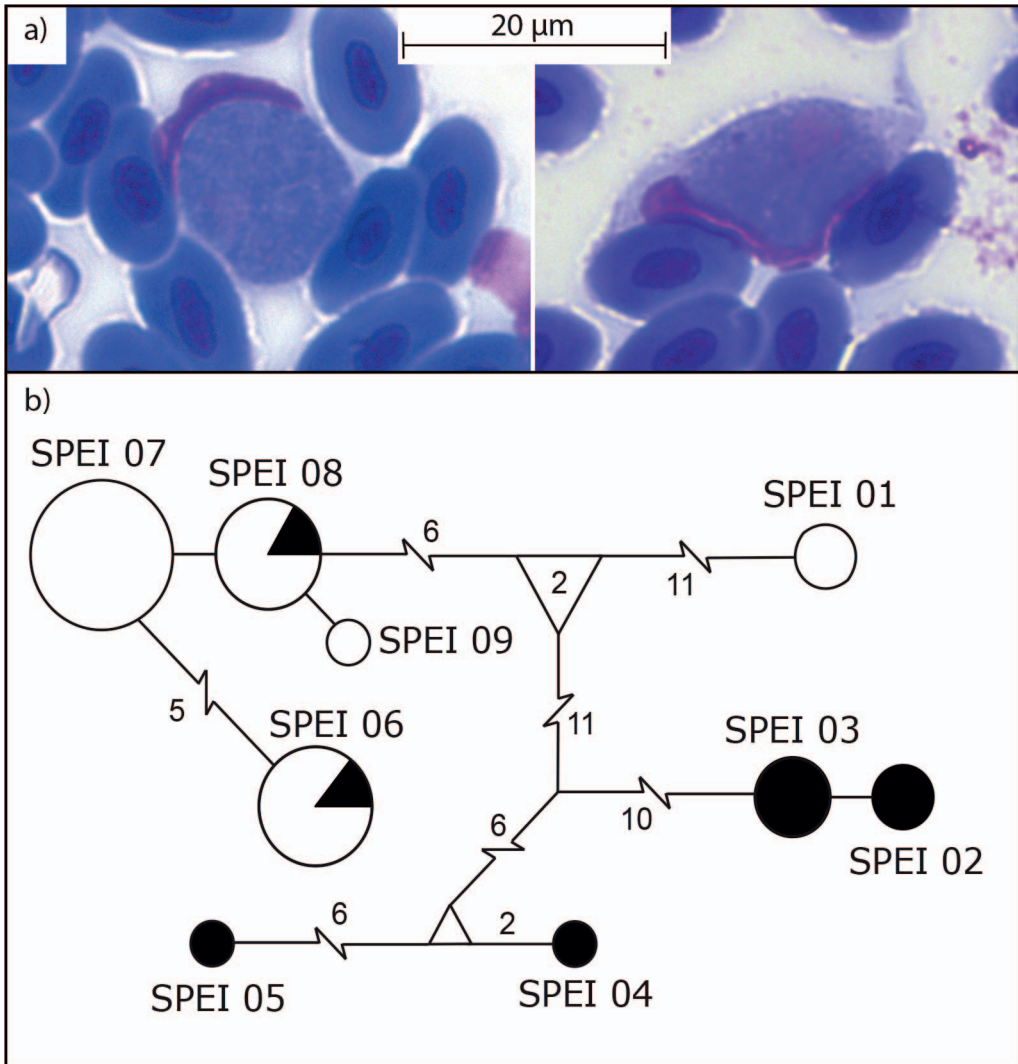 a)
20 µm
b)
SPEI 07
SPEI 08
SPEI 01
6
2
11
SPEI 09
5
SPEI 06
11
SPEI 03
10
SPEI 02
6
6
2
SPEI 05
SPEI 04